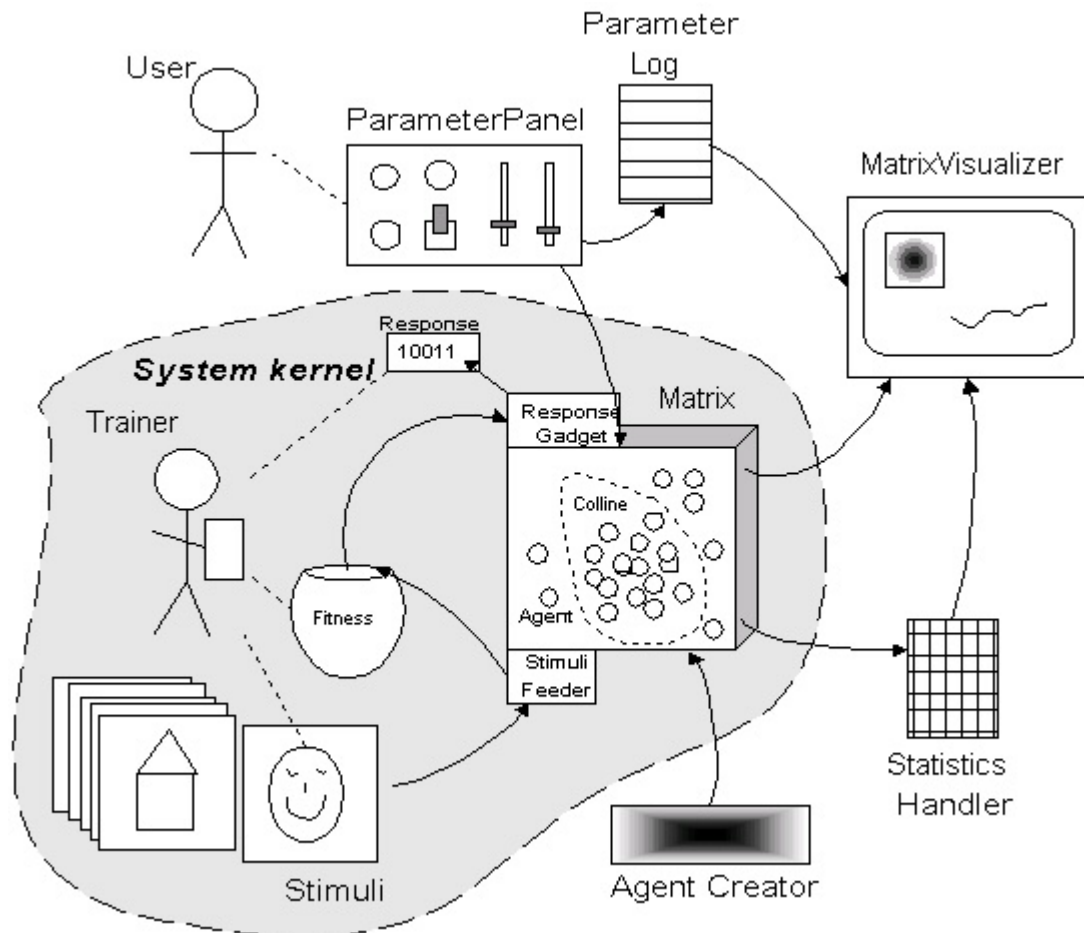 Parameter
Log
User
ParameterPanel
MatrixVisualizer
Response
10011
System kernel
Matrix
Response
Gadget
Trainer
Colline
Agent
Fitness
Stimuli
Feeder
Statistics
Handler
Stimuli
Agent Creator